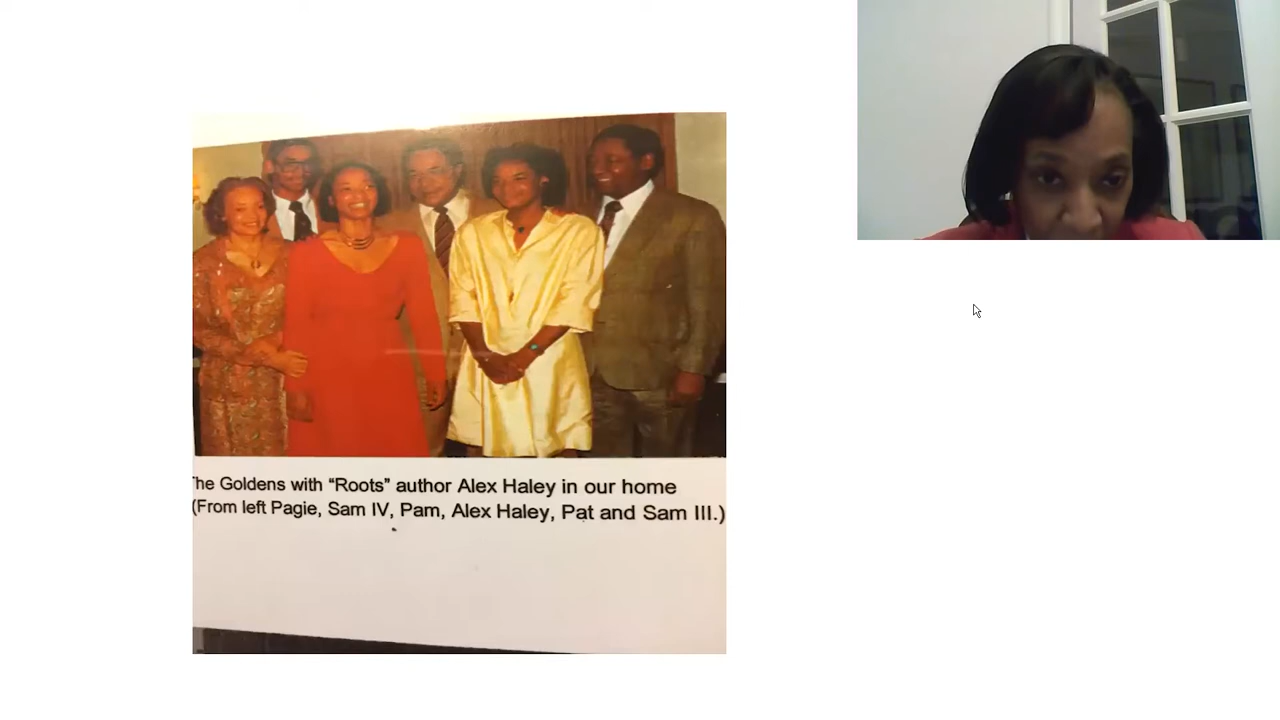 The Goldens with “Roots” author Alex Haley in our home
(From left Pagie, Sam IV, Pam, Alex Haley, Pat and Sam III.)